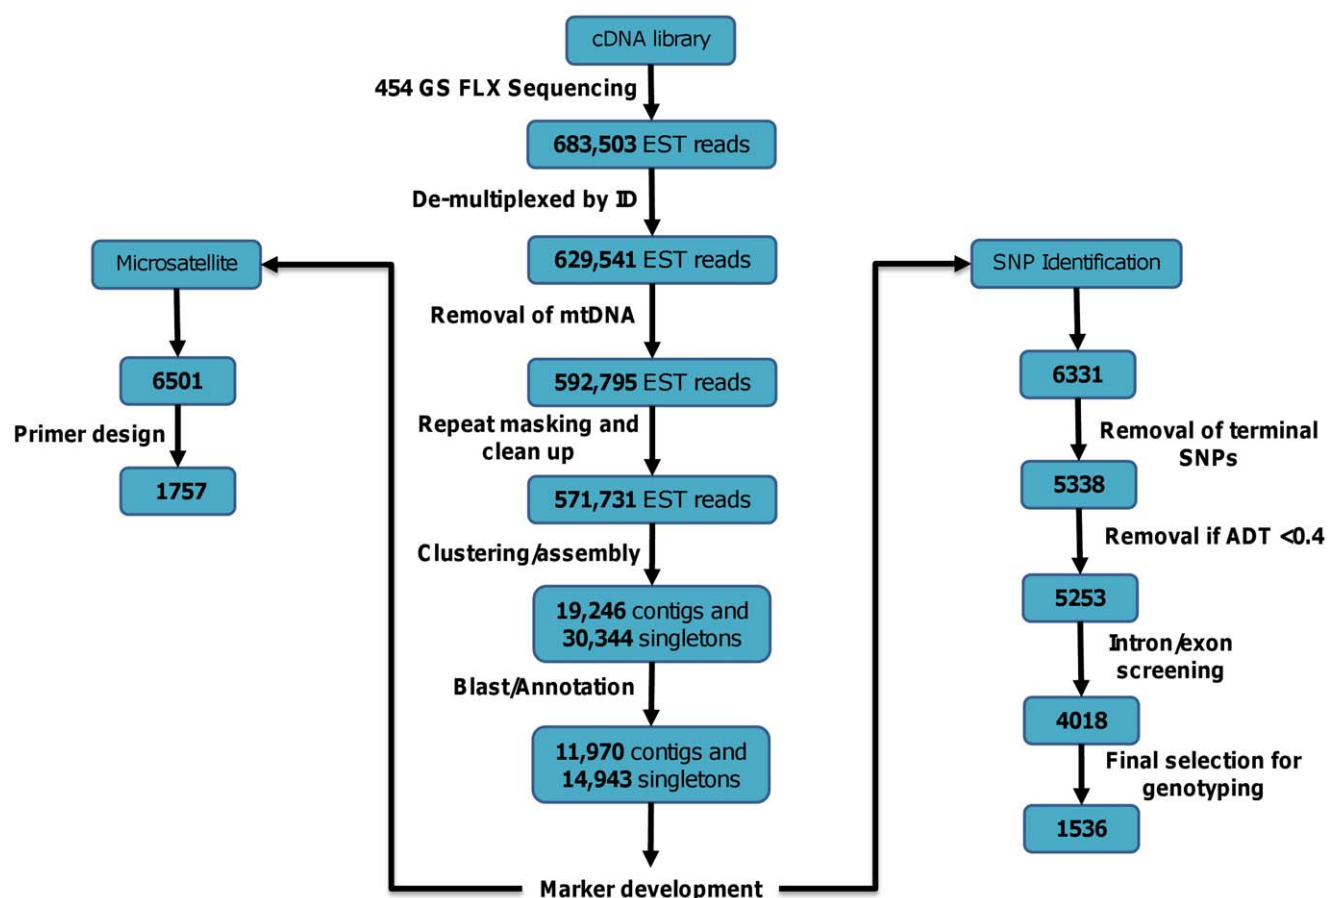 cDNA library
454 GS FLX Sequencing
683,503 EST reads
De-multiplexed by ID
629,541 EST reads
Removal of mtDNA
592,795 EST reads
Repeat masking and
clean up
571,731 EST reads
Clustering/assembly
19,246 contigs and
30,344 singletons
Blast/Annotation
11,970 contigs and
14,943 singletons
Marker development
Microsatellite
6501
Primer design
1757
SNP Identification
6331
Removal of terminal
SNPs
5338
Removal if ADT <0.4
5253
Intron/exon
screening
4018
Final selection for
genotyping
1536